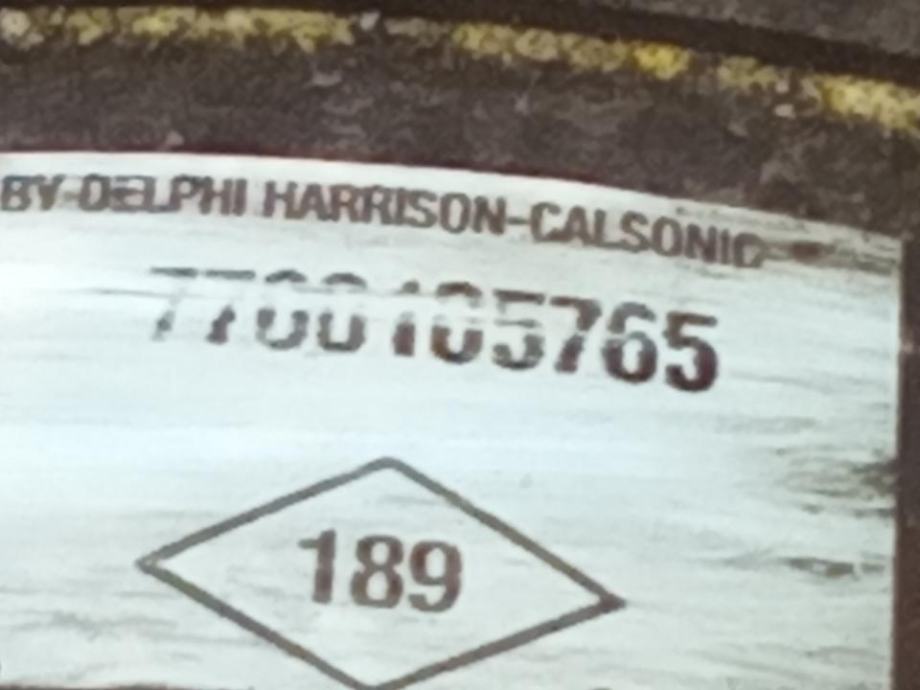 BY DELPHI HARRISON-CALSONIC
7700105765
189